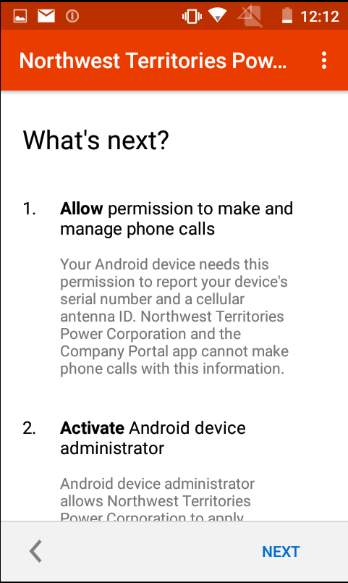 12:12
Northwest Territories Pow...
What's next?
1. Allow permission to make and
manage phone calls
Your Android device needs this
permission to report your device's
serial number and a cellular
antenna ID. Northwest Territories
Power Corporation and the
Company Portal app cannot make
phone calls with this information.
2. Activate Android device
administrator
Android device administrator
allows Northwest Territories
Power Corporation to apply
NEXT